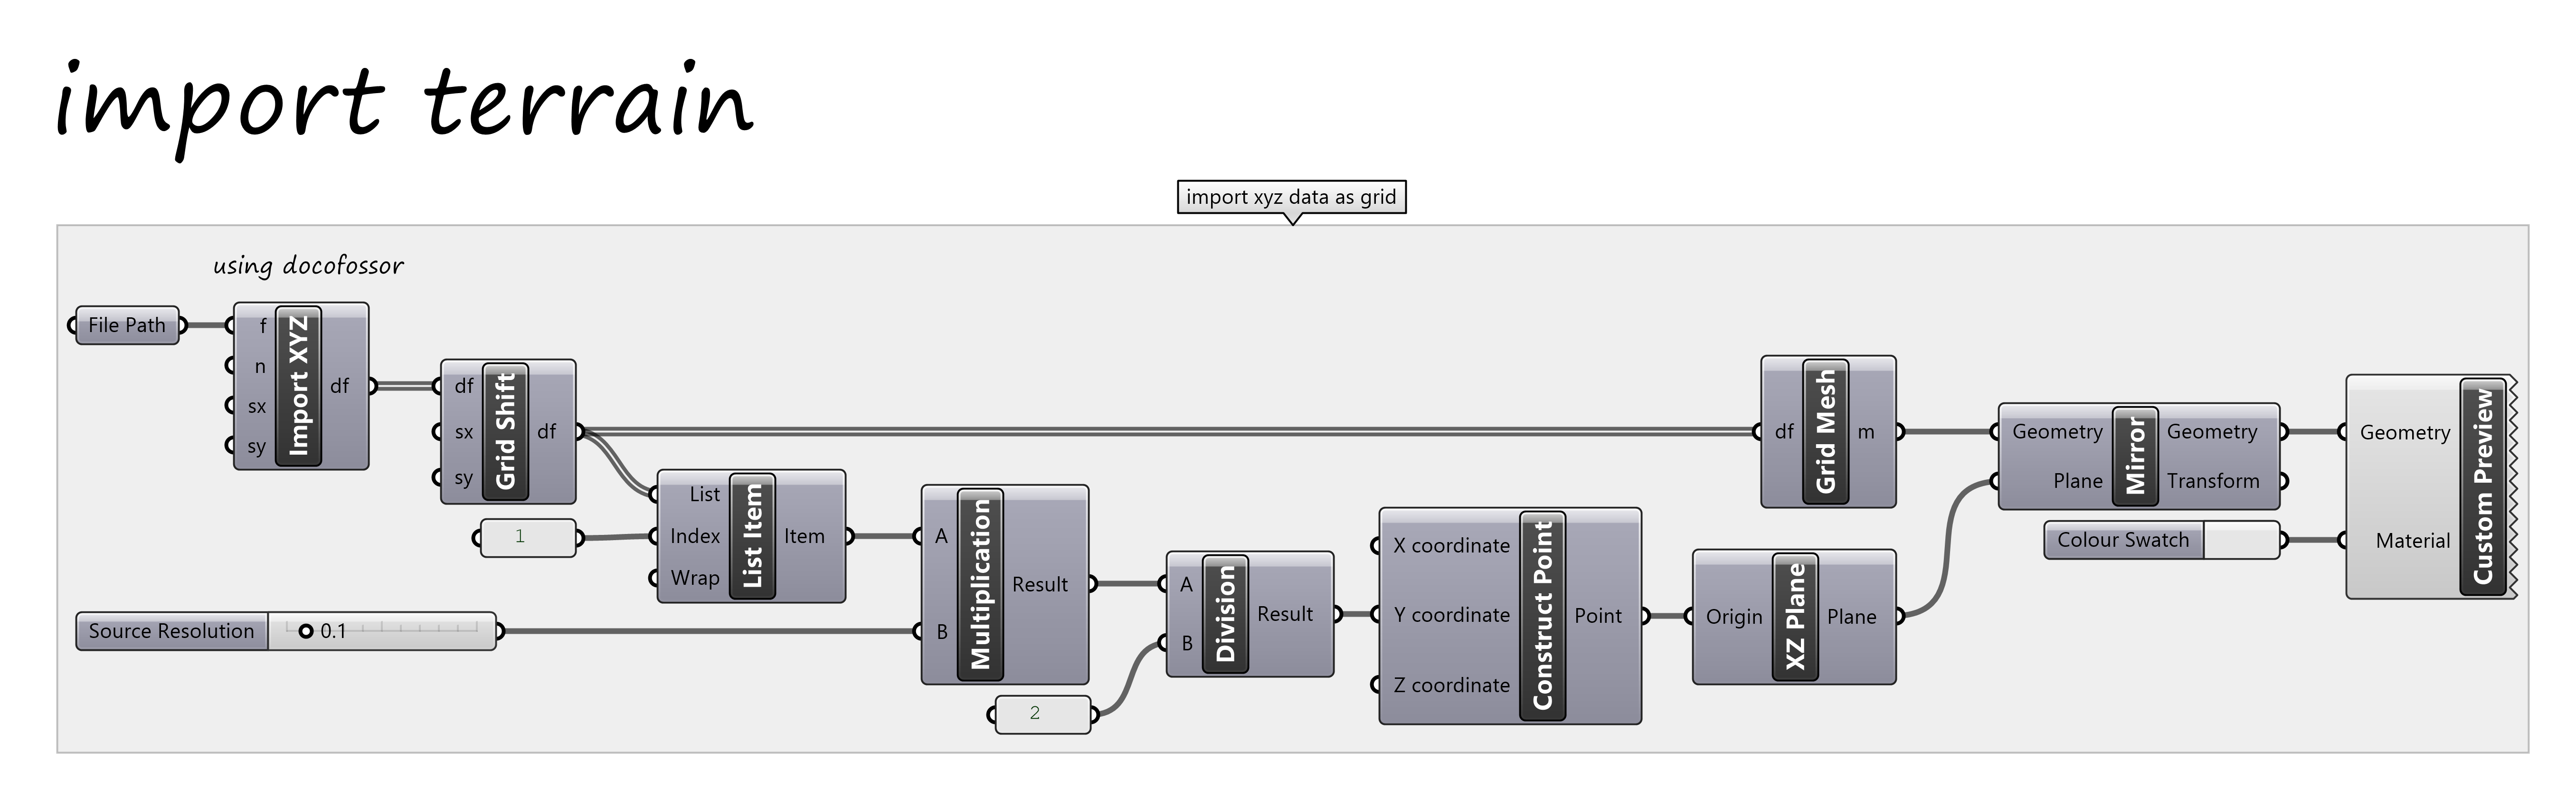 import terrain
import xyz data as grid
using docofossor
File Path
f
n
sx
sy
Import XYZ
df
df
sx
sy
Grid Shift
df
1
List
Index
Wrap
List Item
Item
Source Resolution
0.1
A
B
Multiplication
Result
2
A
B
Division
Result
X coordinate
Y coordinate
Z coordinate
Construct Point
Point
Origin
XZ Plane
Plane
df
Grid Mesh
m
Geometry
Plane
Mirror
Geometry
Transform
Colour Swatch
Geometry
Material
Custom Preview